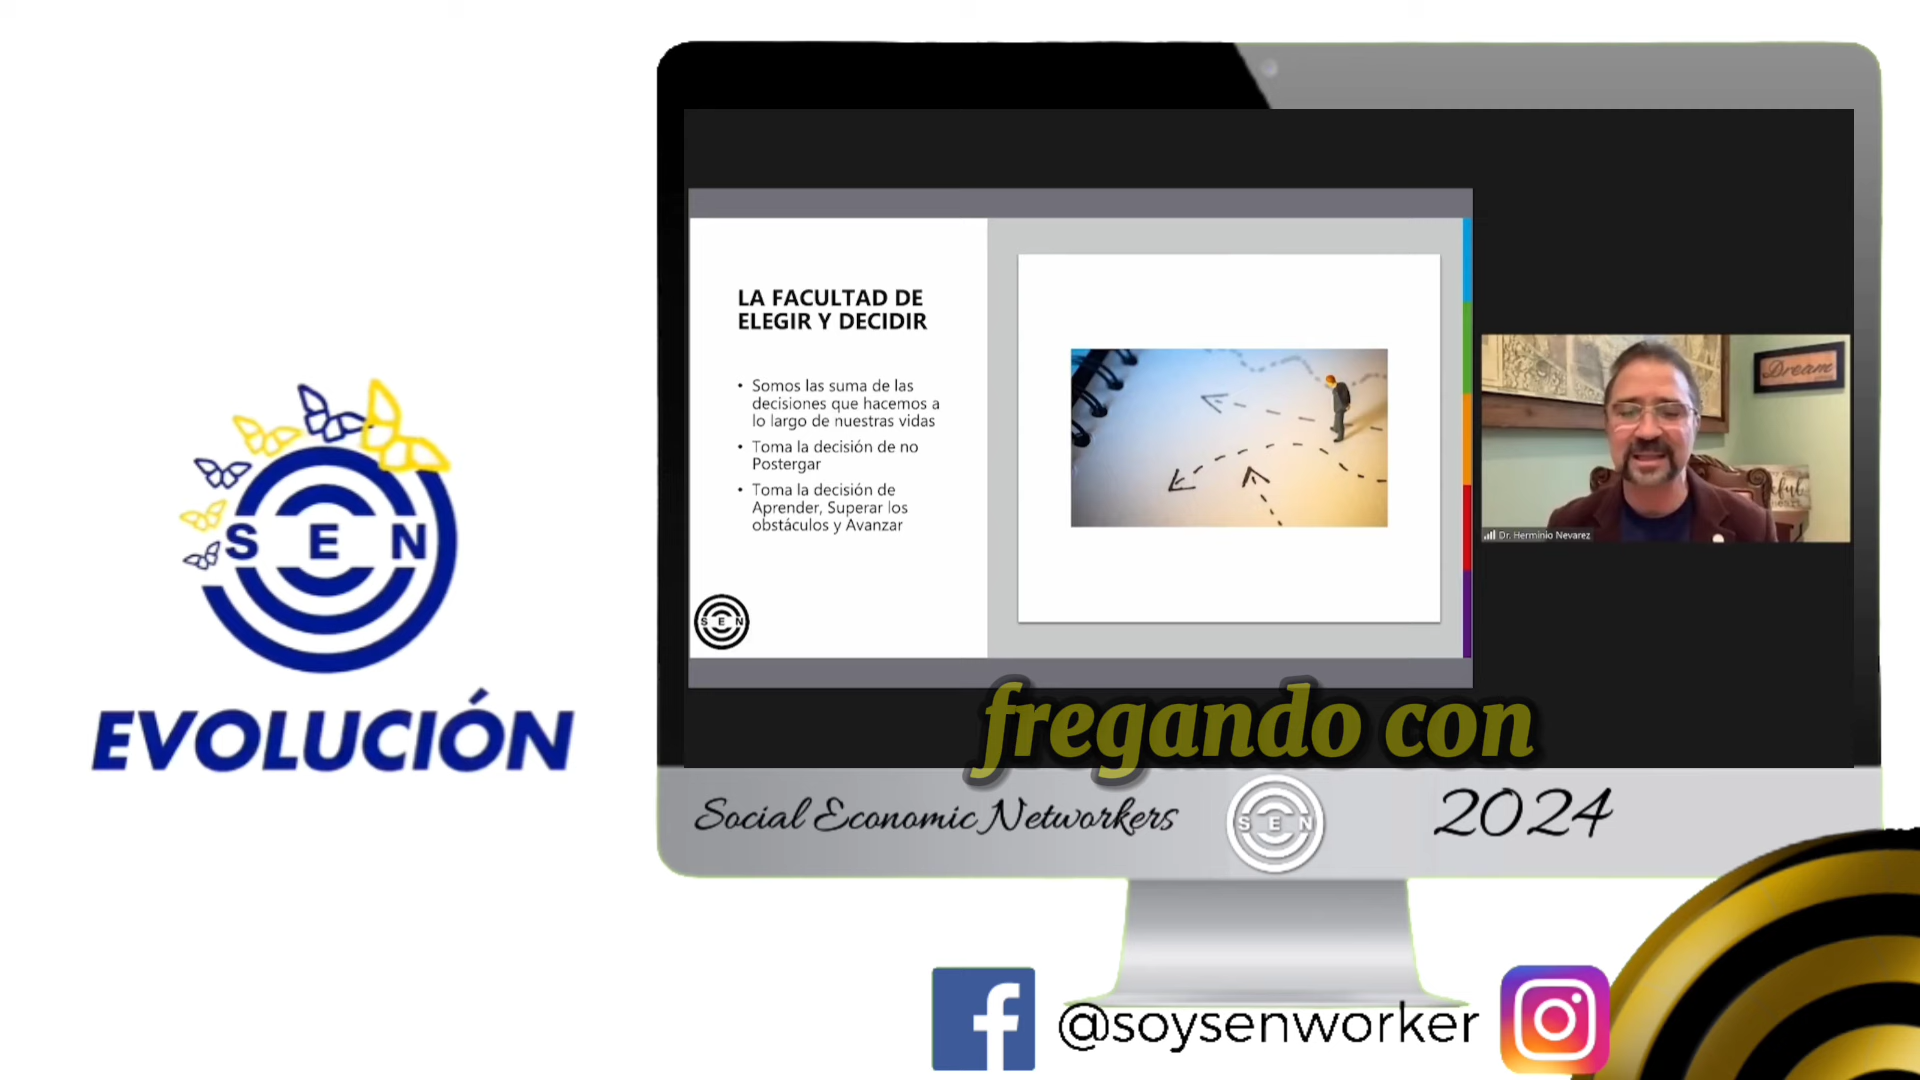 S E N
EVOLUCIÓN
LA FACULTAD DE
ELEGIR Y DECIDIR
• Somos las suma de las
decisiones que hacemos a
lo largo de nuestras vidas
• Toma la decisión de no
Postergar
• Toma la decisión de
Aprender, Superar los
obstáculos y Avanzar
S E N
Dream
Dr. Herminio Nevarez
fregando con
Social Economic Networkers
S E N
2024
@soysenworker